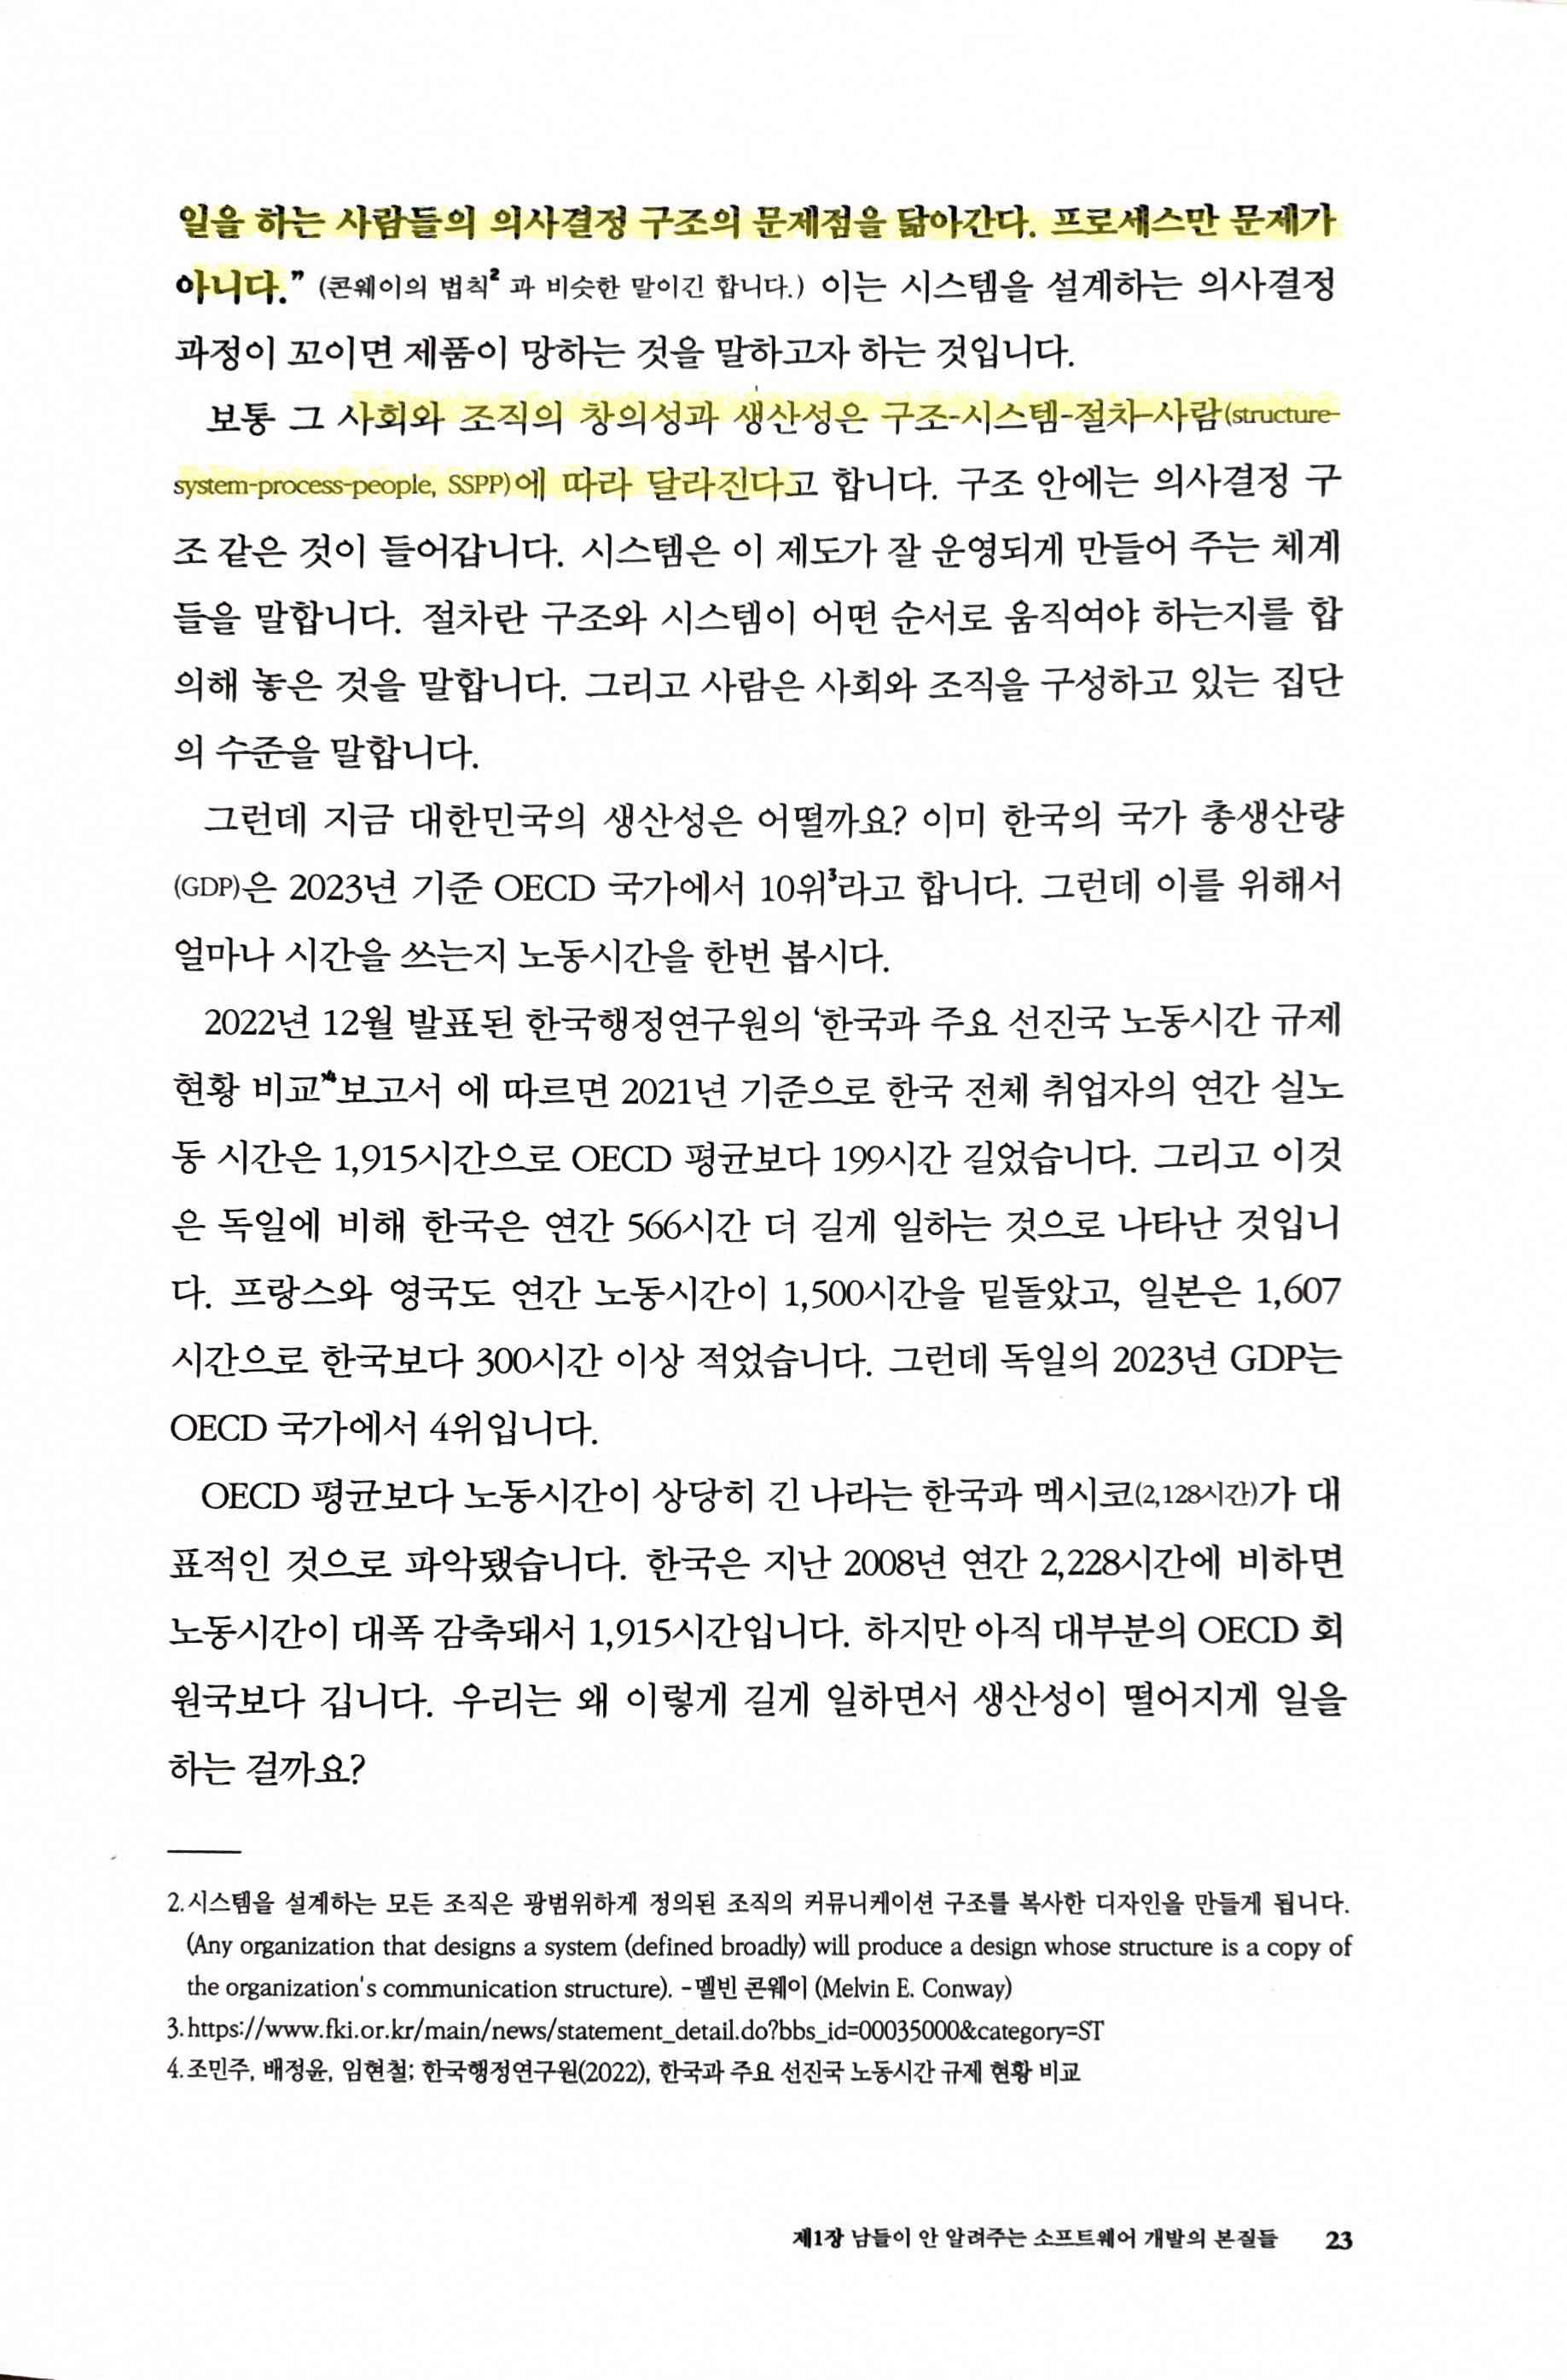 일을 하는 사람들의 의사결정 구조의 문제점을 닮아간다. 프로세스만 문제가
아니다.” (콘웨이의 법칙2 과 비슷한 말이긴 합니다.) 이는 시스템을 설계하는 의사결정
과정이 꼬이면 제품이 망하는 것을 말하고자 하는 것입니다.
보통 그 사회와 조직의 창의성과 생산성은 구조-시스템-절차-사람(structure-
system-process-people, SSPP)에 따라 달라진다고 합니다. 구조 안에는 의사결정 구
조 같은 것이 들어갑니다. 시스템은 이 제도가 잘 운영되게 만들어 주는 체계
들을 말합니다. 절차란 구조와 시스템이 어떤 순서로 움직여야 하는지를 합
의해 놓은 것을 말합니다. 그리고 사람은 사회와 조직을 구성하고 있는 집단
의 수준을 말합니다.
그런데 지금 대한민국의 생산성은 어떨까요? 이미 한국의 국가 총생산량
(GDP)은 2023년 기준 OECD 국가에서 10위3라고 합니다. 그런데 이를 위해서
얼마나 시간을 쓰는지 노동시간을 한번 봅시다.
2022년 12월 발표된 한국행정연구원의 ‘한국과 주요 선진국 노동시간 규제
현황 비교’4보고서 에 따르면 2021년 기준으로 한국 전체 취업자의 연간 실노
동 시간은 1,915시간으로 OECD 평균보다 199시간 길었습니다. 그리고 이것
은 독일에 비해 한국은 연간 566시간 더 길게 일하는 것으로 나타난 것입니
다. 프랑스와 영국도 연간 노동시간이 1,500시간을 밑돌았고, 일본은 1,607
시간으로 한국보다 300시간 이상 적었습니다. 그런데 독일의 2023년 GDP는
OECD 국가에서 4위입니다.
OECD 평균보다 노동시간이 상당히 긴 나라는 한국과 멕시코(2,128시간)가 대
표적인 것으로 파악됐습니다. 한국은 지난 2008년 연간 2,228시간에 비하면
노동시간이 대폭 감축돼서 1,915시간입니다. 하지만 아직 대부분의 OECD 회
원국보다 깁니다. 우리는 왜 이렇게 길게 일하면서 생산성이 떨어지게 일을
하는 걸까요?
2.시스템을 설계하는 모든 조직은 광범위하게 정의된 조직의 커뮤니케이션 구조를 복사한 디자인을 만들게 됩니다.
(Any organization that designs a system (defined broadly) will produce a design whose structure is a copy of
the organization's communication structure). -멜빈 콘웨이 (Melvin E. Conway)
3.https://www.fki.or.kr/main/news/statement_detail.do?bbs_id=00035000&category=ST
4.조민주, 배정윤, 임현철; 한국행정연구원(2022), 한국과 주요 선진국 노동시간 규제 현황 비교
제1장 남들이 안 알려주는 소프트웨어 개발의 본질들 23